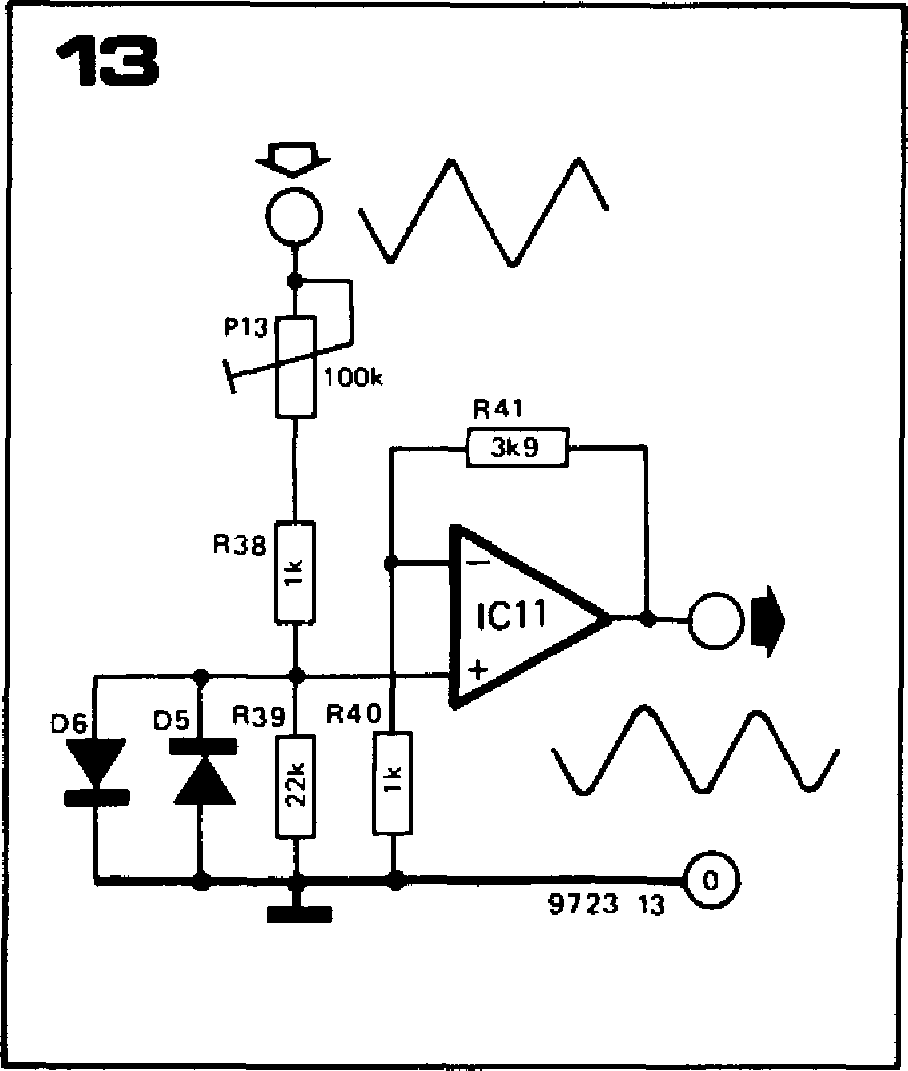 13
P13
100k
R41
3k9
R38
1k
−
IC11
+
D6
D5
R39
R40
22k
1k
0
9723 13